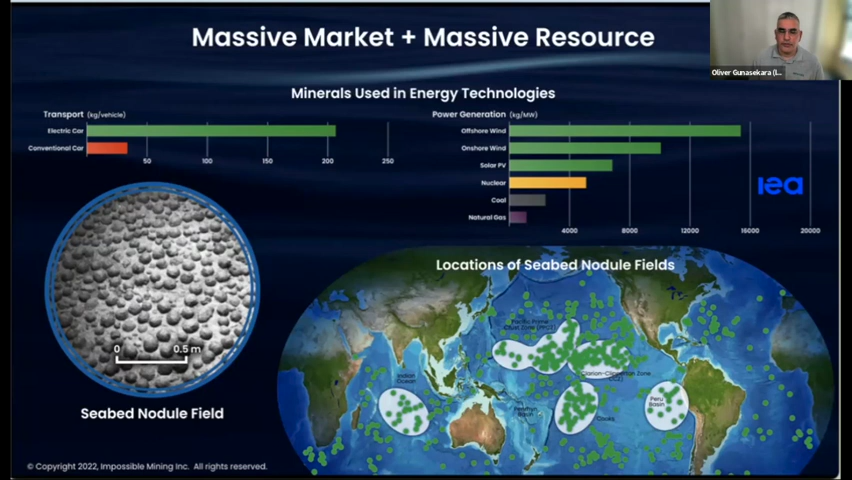 Massive Market + Massive Resource
Oliver Gunasekara (I...
Minerals Used in Energy Technologies
Transport (kg/vehicle)
Electric Car
Conventional Car
50 100 150 200 250
Power Generation (kg/MW)
Offshore Wind
Onshore Wind
Solar PV
Nuclear
Coal
Natural Gas
4000 8000 12000 16000 20000
iea
0 0.5 m
Seabed Nodule Field
Locations of Seabed Nodule Fields
Pacific Prime
Crust Zone (PPCZ)
Clarion-Clipperton Zone
(CCZ)
Indian
Ocean
Penrhyn
Basin
Cooks
Peru
Basin
© Copyright 2022, Impossible Mining Inc. All rights reserved.